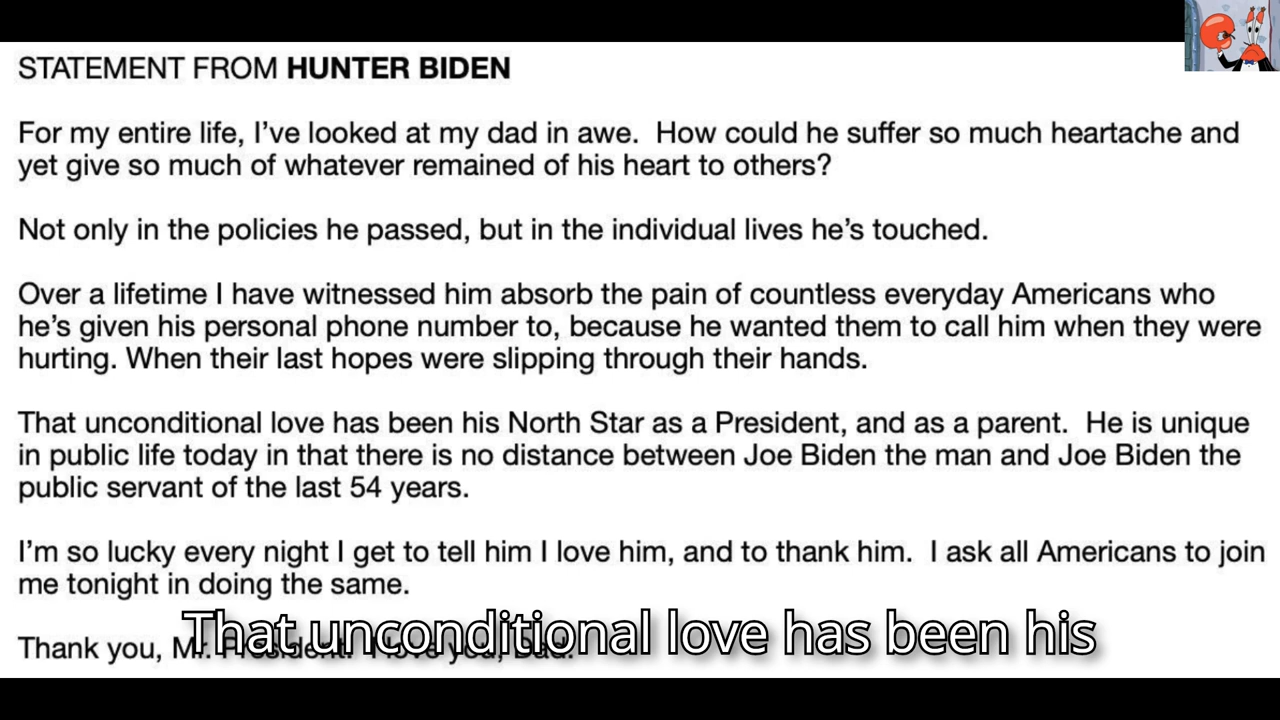 STATEMENT FROM HUNTER BIDEN
For my entire life, I’ve looked at my dad in awe.  How could he suffer so much heartache and
yet give so much of whatever remained of his heart to others?
Not only in the policies he passed, but in the individual lives he’s touched.
Over a lifetime I have witnessed him absorb the pain of countless everyday Americans who
he’s given his personal phone number to, because he wanted them to call him when they were
hurting. When their last hopes were slipping through their hands.
That unconditional love has been his North Star as a President, and as a parent.  He is unique
in public life today in that there is no distance between Joe Biden the man and Joe Biden the
public servant of the last 54 years.
I’m so lucky every night I get to tell him I love him, and to thank him.  I ask all Americans to join
me tonight in doing the same.
Thank you, Mr. President.  I love you, Dad.
That unconditional love has been his